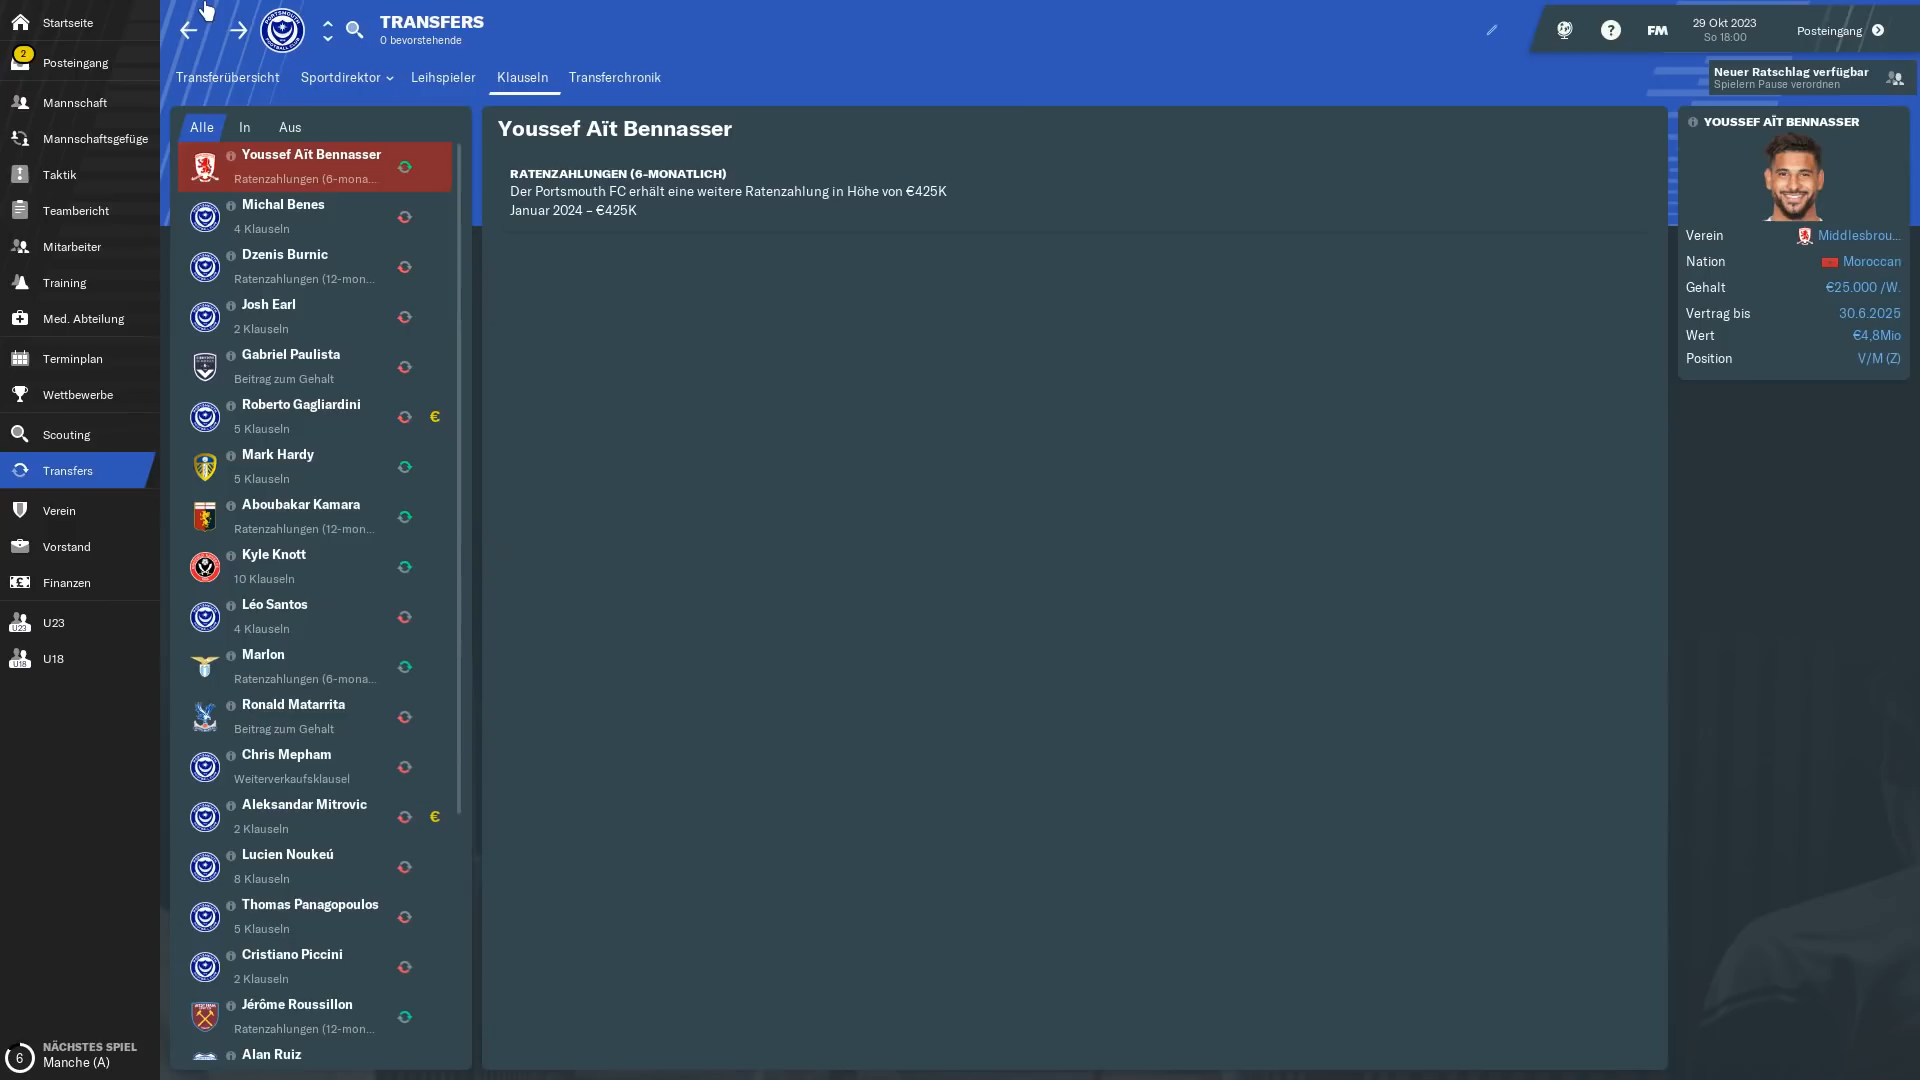 Startseite
2
Posteingang
Mannschaft
Mannschaftsgefüge
Taktik
Teambericht
Mitarbeiter
Training
Med. Abteilung
Terminplan
Wettbewerbe
Scouting
Transfers
Verein
Vorstand
Finanzen
U23
U23
U18
U18
6
NÄCHSTES SPIEL
Manche (A)
TRANSFERS
0 bevorstehende
?
FM
29 Okt 2023
So 18:00
Posteingang
Transferübersicht
Sportdirektor
Leihspieler
Klauseln
Transferchronik
Neuer Ratschlag verfügbar
Spielern Pause verordnen
Alle
In
Aus
Youssef Aït Bennasser
Ratenzahlungen (6-mona...
Michal Benes
4 Klauseln
Dzenis Burnic
Ratenzahlungen (12-mon...
Josh Earl
2 Klauseln
Gabriel Paulista
Beitrag zum Gehalt
Roberto Gagliardini
5 Klauseln
€
Mark Hardy
5 Klauseln
Aboubakar Kamara
Ratenzahlungen (12-mon...
Kyle Knott
10 Klauseln
Léo Santos
4 Klauseln
Marlon
Ratenzahlungen (6-mona...
Ronald Matarrita
Beitrag zum Gehalt
Chris Mepham
Weiterverkaufsklausel
Aleksandar Mitrovic
2 Klauseln
€
Lucien Noukeú
8 Klauseln
Thomas Panagopoulos
5 Klauseln
Cristiano Piccini
2 Klauseln
Jérôme Roussillon
Ratenzahlungen (12-mon...
Alan Ruiz
Youssef Aït Bennasser
RATENZAHLUNGEN (6-MONATLICH)
Der Portsmouth FC erhält eine weitere Ratenzahlung in Höhe von €425K
Januar 2024 – €425K
YOUSSEF AÏT BENNASSER
Verein Middlesbrou...
Nation Moroccan
Gehalt €25.000 /W.
Vertrag bis 30.6.2025
Wert €4,8Mio
Position V/M (Z)